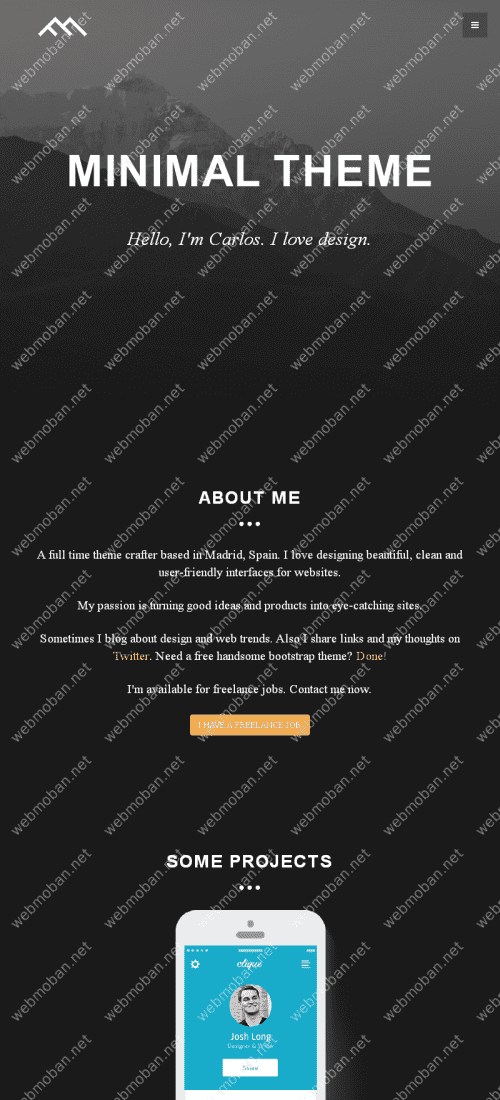 MINIMAL THEME
Hello, I'm Carlos. I love design.
ABOUT ME
A full time theme crafter based in Madrid, Spain. I love designing beautiful, clean and
user-friendly interfaces for websites.
My passion is turning good ideas and products into eye-catching sites.
Sometimes I blog about design and web trends. Also I share links and my thoughts on
Twitter. Need a free handsome bootstrap theme? Done!
I'm available for freelance jobs. Contact me now.
I HAVE A FREELANCE JOB
SOME PROJECTS
clique
Josh Long
Designer & Writer
Share
webmoban.net